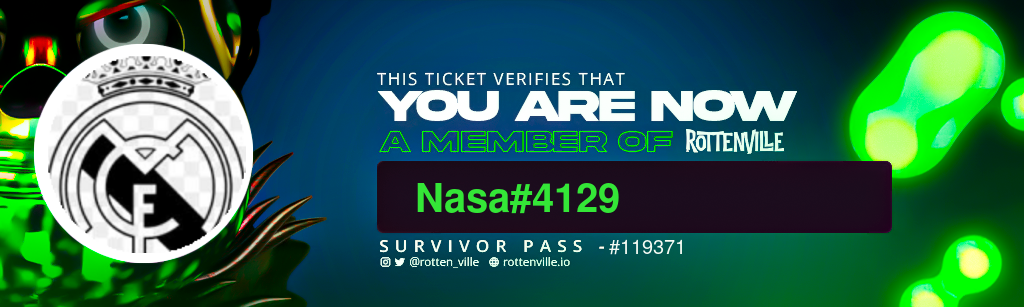 THIS TICKET VERIFIES THAT
YOU ARE NOW
A MEMBER OF ROTTENVILLE
Nasa#4129
SURVIVOR PASS - #119371
@rotten_ville rottenville.io